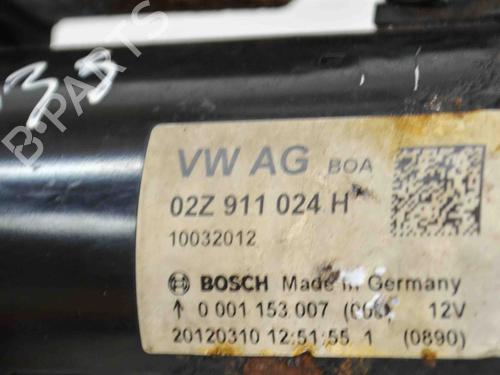 B-PARTS
VW AG BOA
02Z 911 024 H
10032012
BOSCH Made in Germany
↑ 0 001 153 007 12V
20120310 12:51:55 1 (0890)